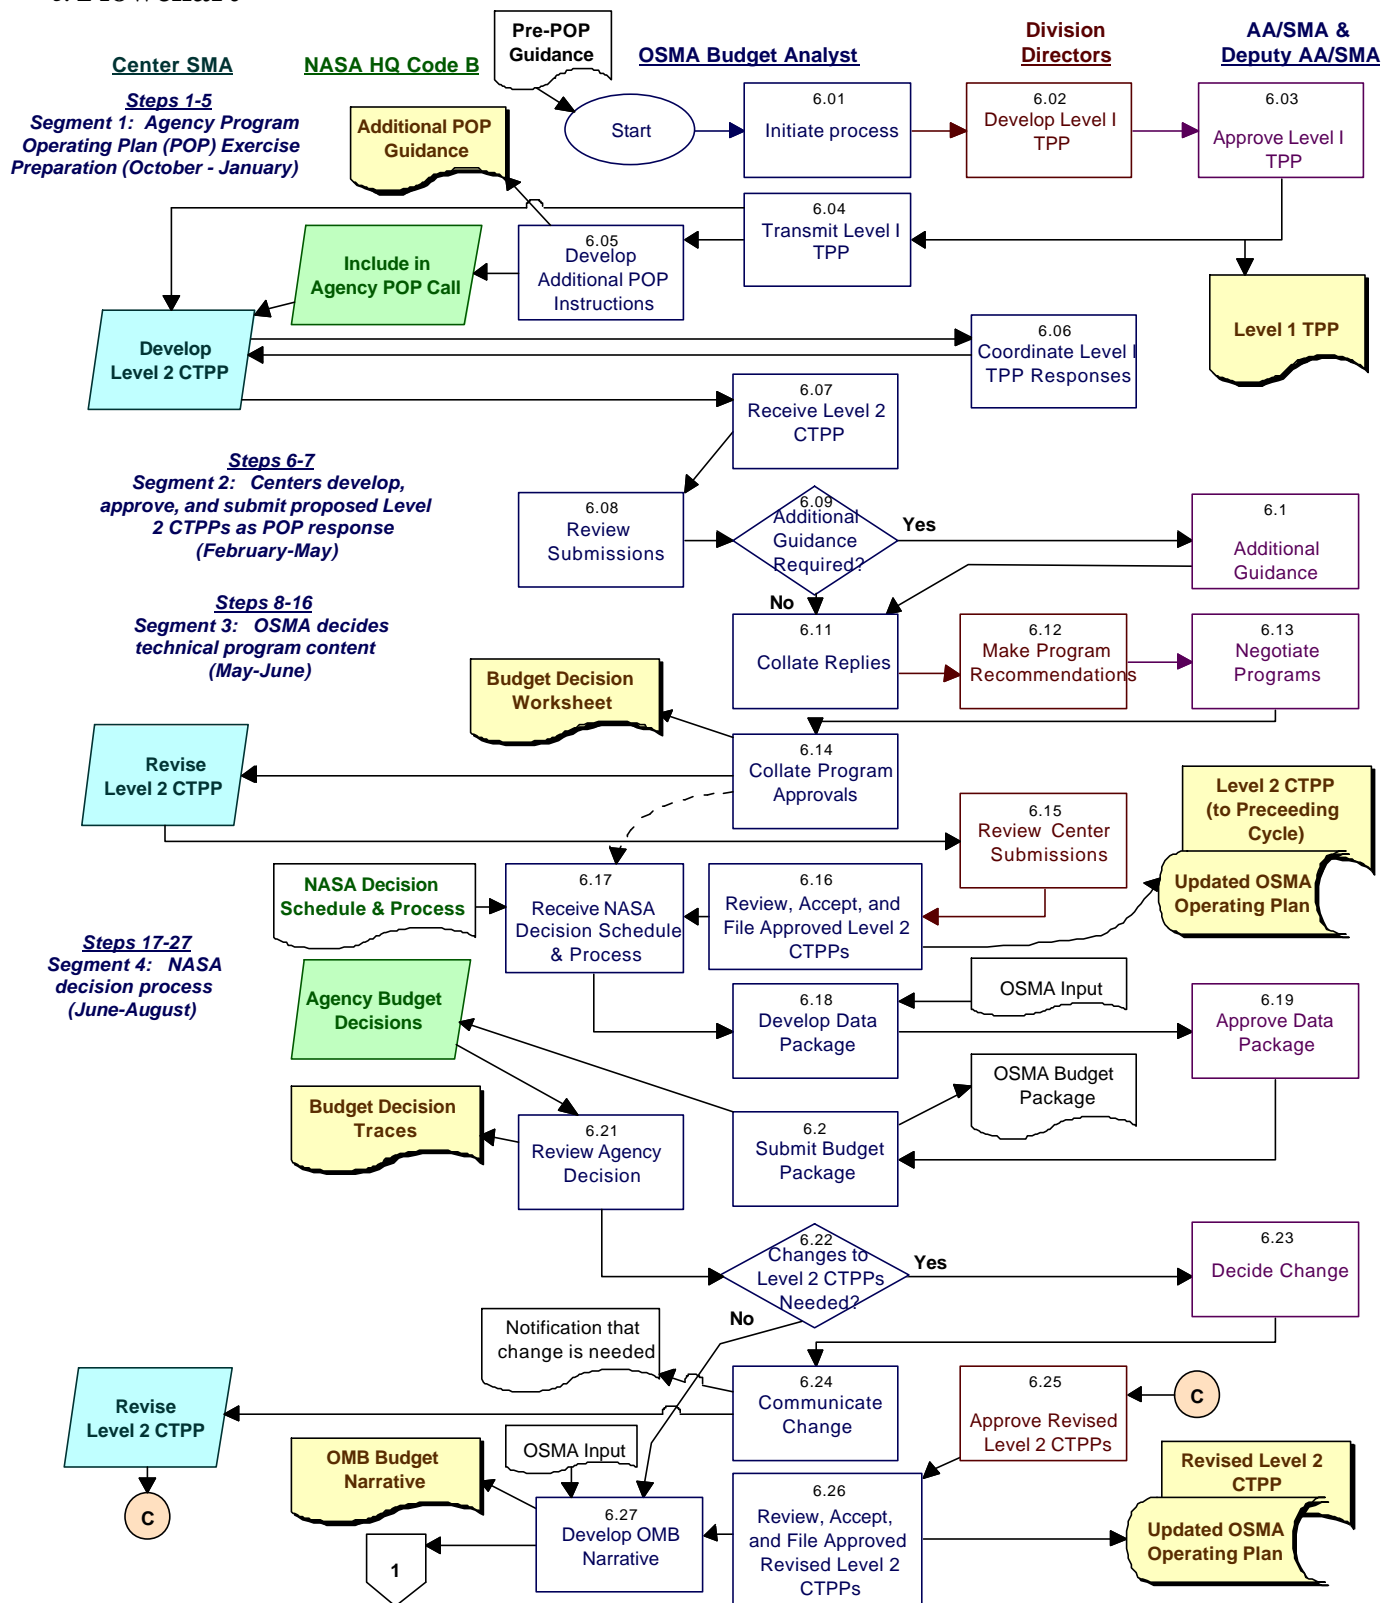 Pre-POP
Guidance
Center SMA
NASA HQ Code B
OSMA Budget Analyst
Division
Directors
AA/SMA &
Deputy AA/SMA
Steps 1-5
Segment 1: Agency Program
Operating Plan (POP) Exercise
Preparation (October - January)
Additional POP
Guidance
Start
6.01
Initiate process
6.02
Develop Level I
TPP
6.03
Approve Level I
TPP
6.04
Transmit Level I
TPP
6.05
Develop
Additional POP
Instructions
Include in
Agency POP Call
Level 1 TPP
Develop
Level 2 CTPP
6.06
Coordinate Level I
TPP Responses
6.07
Receive Level 2
CTPP
Steps 6-7
Segment 2: Centers develop,
approve, and submit proposed Level
2 CTPPs as POP response
(February-May)
6.08
Review
Submissions
6.09
Additional
Guidance
Required?
Yes
No
6.1
Additional
Guidance
Steps 8-16
Segment 3: OSMA decides
technical program content
(May-June)
6.11
Collate Replies
6.12
Make Program
Recommendations
6.13
Negotiate
Programs
Budget Decision
Worksheet
6.14
Collate Program
Approvals
Revise
Level 2 CTPP
6.15
Review Center
Submissions
Level 2 CTPP
(to Preceeding
Cycle)
Updated OSMA
Operating Plan
NASA Decision
Schedule & Process
6.17
Receive NASA
Decision Schedule
& Process
6.16
Review, Accept, and
File Approved Level 2
CTPPs
Steps 17-27
Segment 4: NASA
decision process
(June-August)
Agency Budget
Decisions
6.18
Develop Data
Package
OSMA Input
6.19
Approve Data
Package
Budget Decision
Traces
6.21
Review Agency
Decision
6.2
Submit Budget
Package
OSMA Budget
Package
6.22
Changes to
Level 2 CTPPs
Needed?
Yes
No
6.23
Decide Change
Notification that
change is needed
6.24
Communicate
Change
6.25
Approve Revised
Level 2 CTPPs
C
Revise
Level 2 CTPP
C
OMB Budget
Narrative
OSMA Input
6.27
Develop OMB
Narrative
1
6.26
Review, Accept,
and File Approved
Revised Level 2
CTPPs
Revised Level 2
CTPP
Updated OSMA
Operating Plan